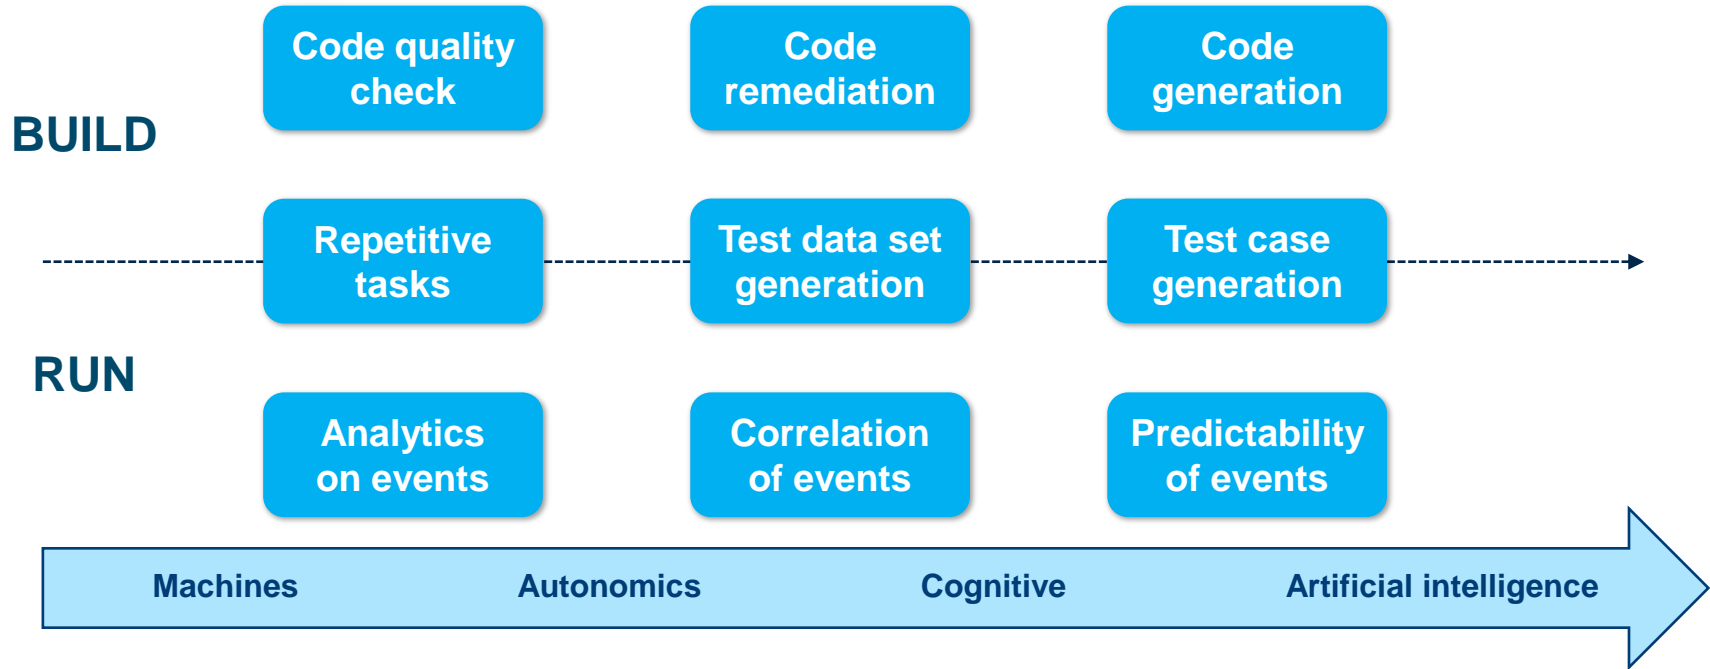 Code quality
check
Code
remediation
Code
generation
BUILD
Repetitive
tasks
Test data set
generation
Test case
generation
RUN
Analytics
on events
Correlation
of events
Predictability
of events
Machines
Autonomics
Cognitive
Artificial intelligence